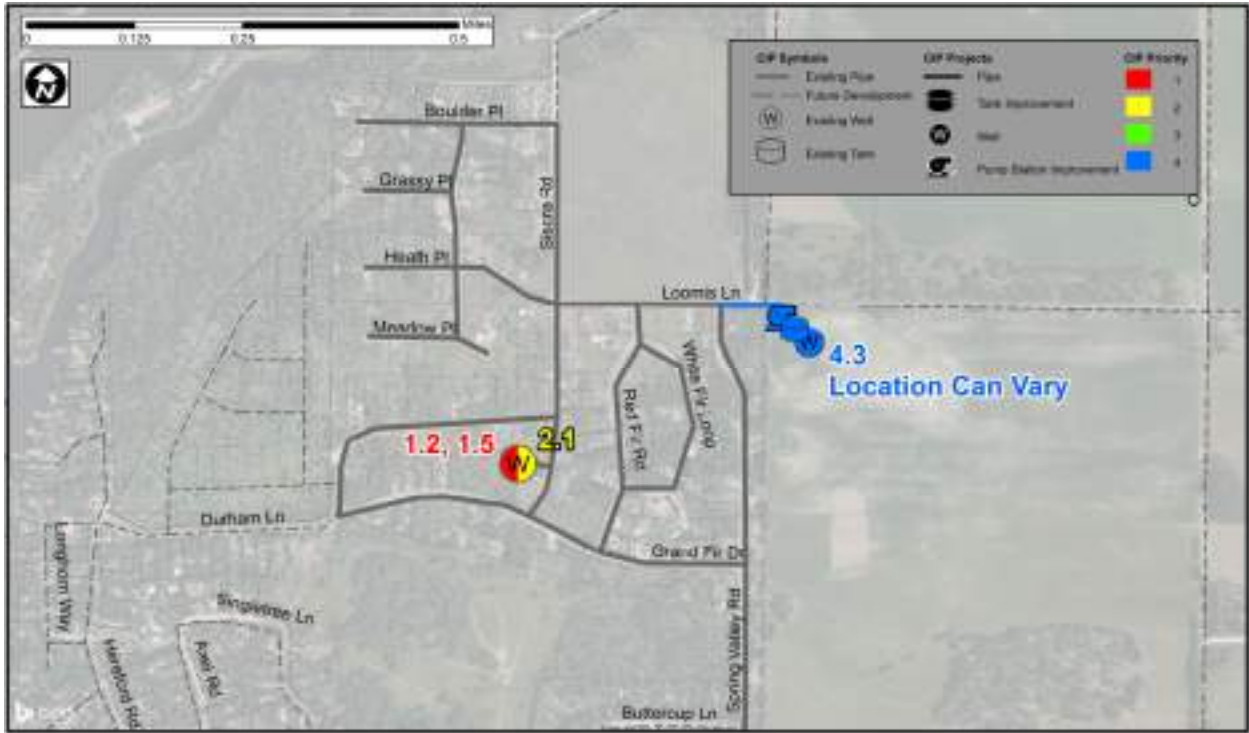 Miles
0 0.125 0.25 0.5
N
CIP Symbols
Existing Pipe
Future Development
W Existing Well
Existing Tank
CIP Projects
Pipe
Tank Improvement
W Well
Pump Station Improvement
CIP Priority
1
2
3
4
Boulder Pl
Grassy Pl
Sierra Pl
Heath Pl
Loomis Ln
Meadow Pl
White Fir Loop
Red Fir Rd
W
4.3
Location Can Vary
1.2, 1.5
2.1
W
Durham Ln
Grand Fir Dr
Longhorn Way
Singletree Ln
Hereford Rd
Spring Valley Rd
Buttercup Ln
bing